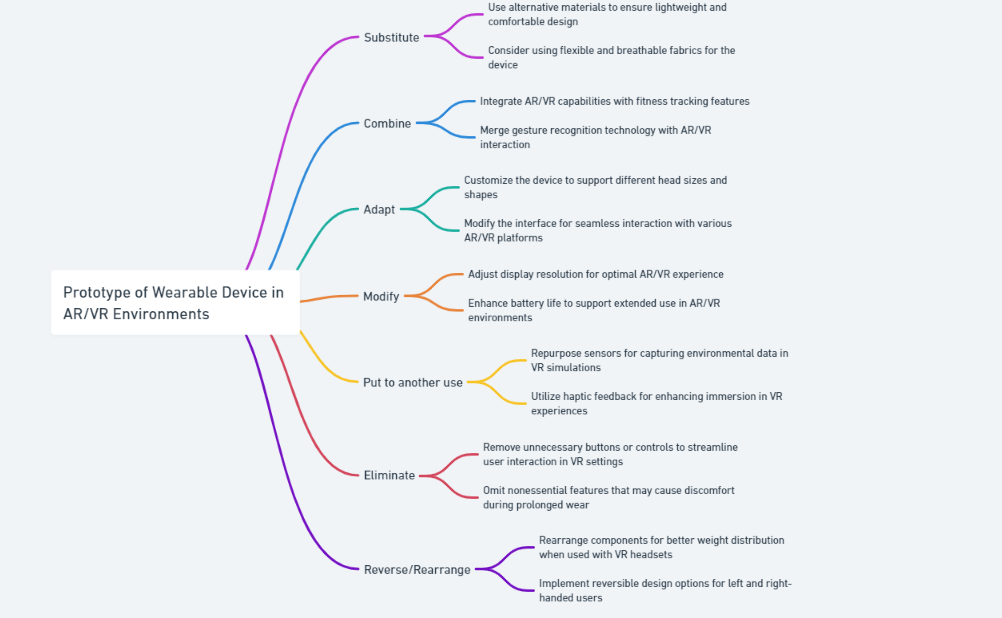 Use alternative materials to ensure lightweight and
comfortable design
Substitute
Consider using flexible and breathable fabrics for the
device
Integrate AR/VR capabilities with fitness tracking features
Combine
Merge gesture recognition technology with AR/VR
interaction
Customize the device to support different head sizes and
shapes
Adapt
Modify the interface for seamless interaction with various
AR/VR platforms
Adjust display resolution for optimal AR/VR experience
Prototype of Wearable Device in
AR/VR Environments
Modify
Enhance battery life to support extended use in AR/VR
environments
Repurpose sensors for capturing environmental data in
VR simulations
Put to another use
Utilize haptic feedback for enhancing immersion in VR
experiences
Remove unnecessary buttons or controls to streamline
user interaction in VR settings
Eliminate
Omit nonessential features that may cause discomfort
during prolonged wear
Rearrange components for better weight distribution
when used with VR headsets
Reverse/Rearrange
Implement reversible design options for left and right-
handed users